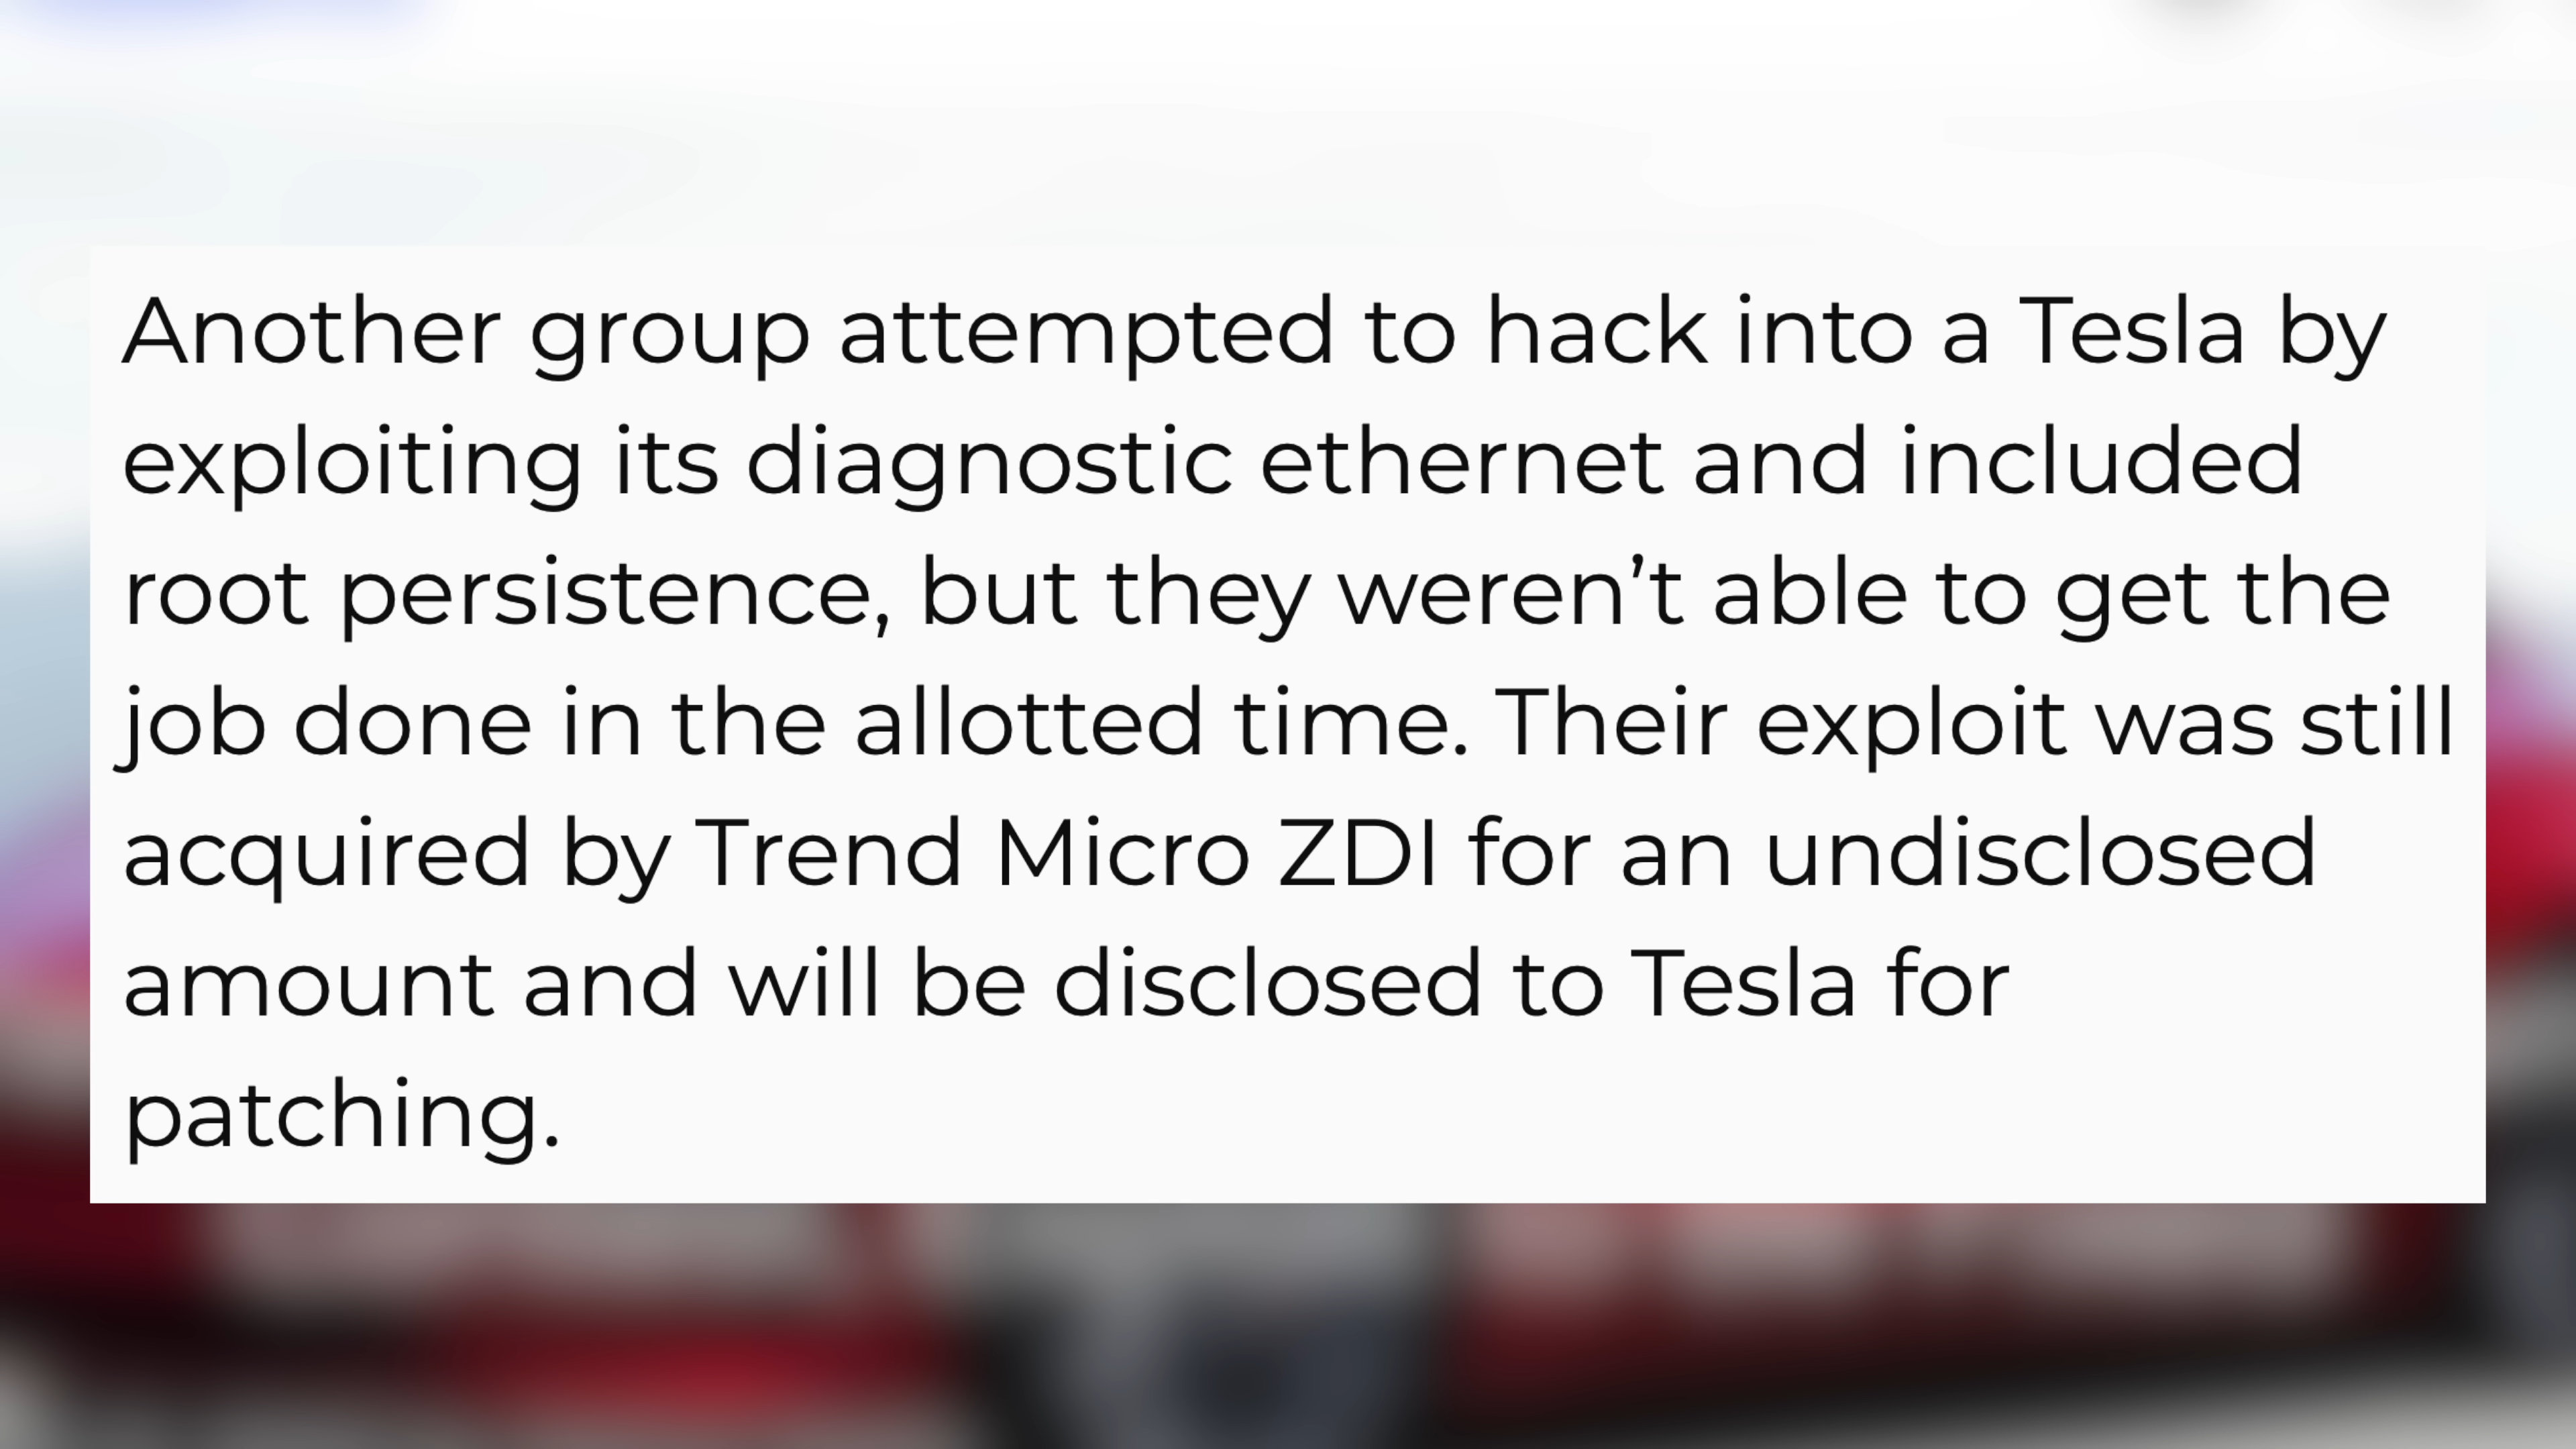 Another group attempted to hack into a Tesla by
exploiting its diagnostic ethernet and included
root persistence, but they weren’t able to get the
job done in the allotted time. Their exploit was still
acquired by Trend Micro ZDI for an undisclosed
amount and will be disclosed to Tesla for
patching.